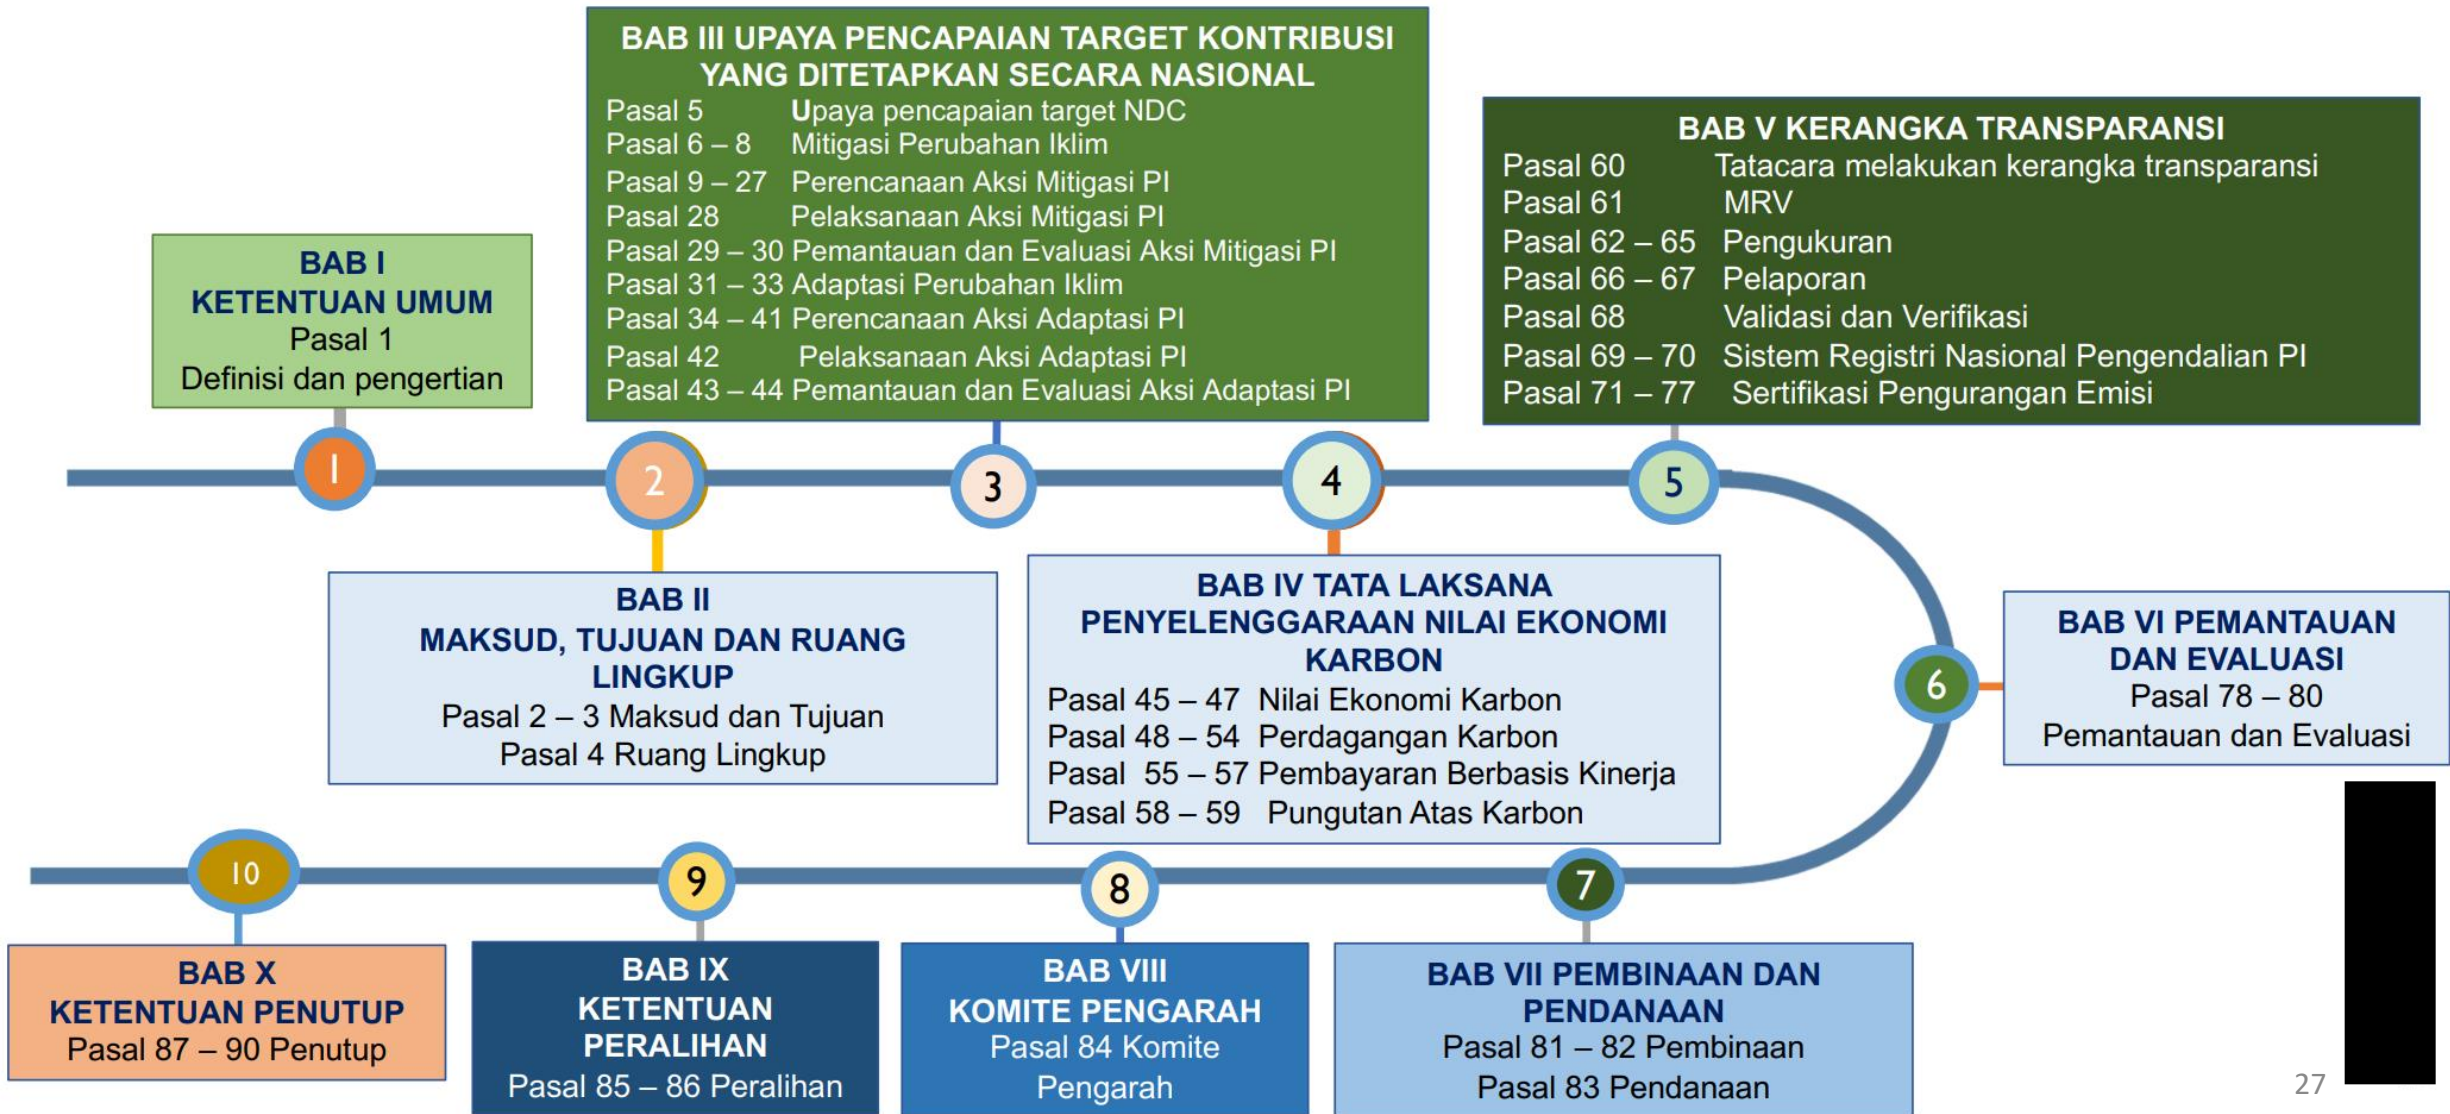 BAB I
KETENTUAN UMUM
Pasal 1
Definisi dan pengertian
1
BAB II
MAKSUD, TUJUAN DAN RUANG
LINGKUP
Pasal 2 – 3 Maksud dan Tujuan
Pasal 4 Ruang Lingkup
2
BAB III UPAYA PENCAPAIAN TARGET KONTRIBUSI
YANG DITETAPKAN SECARA NASIONAL
Pasal 5 Upaya pencapaian target NDC
Pasal 6 – 8 Mitigasi Perubahan Iklim
Pasal 9 – 27 Perencanaan Aksi Mitigasi PI
Pasal 28 Pelaksanaan Aksi Mitigasi PI
Pasal 29 – 30 Pemantauan dan Evaluasi Aksi Mitigasi PI
Pasal 31 – 33 Adaptasi Perubahan Iklim
Pasal 34 – 41 Perencanaan Aksi Adaptasi PI
Pasal 42 Pelaksanaan Aksi Adaptasi PI
Pasal 43 – 44 Pemantauan dan Evaluasi Aksi Adaptasi PI
3
BAB IV TATA LAKSANA
PENYELENGGARAAN NILAI EKONOMI
KARBON
Pasal 45 – 47 Nilai Ekonomi Karbon
Pasal 48 – 54 Perdagangan Karbon
Pasal 55 – 57 Pembayaran Berbasis Kinerja
Pasal 58 – 59 Pungutan Atas Karbon
4
BAB V KERANGKA TRANSPARANSI
Pasal 60 Tatacara melakukan kerangka transparansi
Pasal 61 MRV
Pasal 62 – 65 Pengukuran
Pasal 66 – 67 Pelaporan
Pasal 68 Validasi dan Verifikasi
Pasal 69 – 70 Sistem Registri Nasional Pengendalian PI
Pasal 71 – 77 Sertifikasi Pengurangan Emisi
5
BAB VI PEMANTAUAN
DAN EVALUASI
Pasal 78 – 80
Pemantauan dan Evaluasi
6
BAB VII PEMBINAAN DAN
PENDANAAN
Pasal 81 – 82 Pembinaan
Pasal 83 Pendanaan
7
BAB VIII
KOMITE PENGARAH
Pasal 84 Komite
Pengarah
8
BAB IX
KETENTUAN
PERALIHAN
Pasal 85 – 86 Peralihan
9
BAB X
KETENTUAN PENUTUP
Pasal 87 – 90 Penutup
10
27